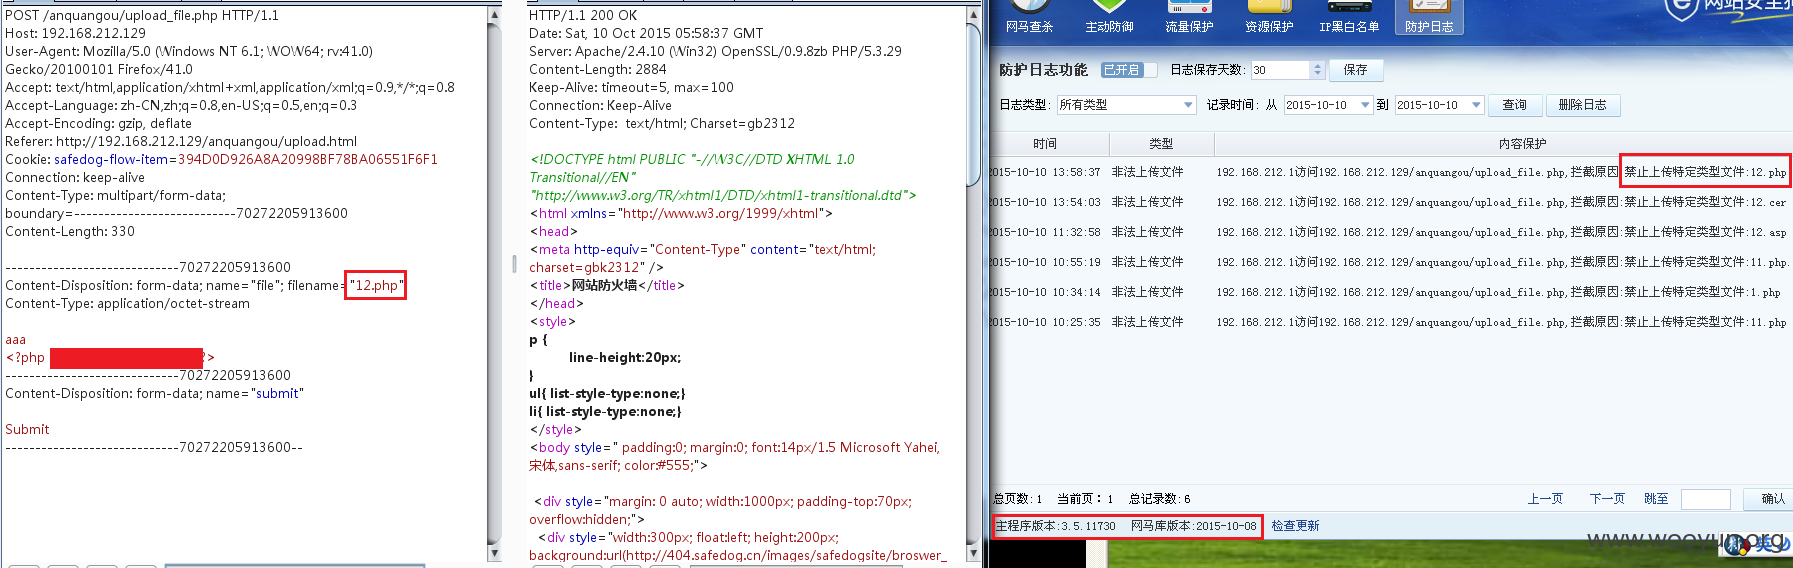 POST /anquangou/upload_file.php HTTP/1.1
Host: 192.168.212.129
User-Agent: Mozilla/5.0 (Windows NT 6.1; WOW64; rv:41.0)
Gecko/20100101 Firefox/41.0
Accept: text/html,application/xhtml+xml,application/xml;q=0.9,*/*;q=0.8
Accept-Language: zh-CN,zh;q=0.8,en-US;q=0.5,en;q=0.3
Accept-Encoding: gzip, deflate
Referer: http://192.168.212.129/anquangou/upload.html
Cookie: safedog-flow-item=394D0D926A8A20998BF78BA06551F6F1
Connection: keep-alive
Content-Type: multipart/form-data;
boundary=---------------------------70272205913600
Content-Length: 330
-----------------------------70272205913600
Content-Disposition: form-data; name="file"; filename="12.php"
Content-Type: application/octet-stream
aaa
<?php ?>
-----------------------------70272205913600
Content-Disposition: form-data; name="submit"
Submit
-----------------------------70272205913600--
HTTP/1.1 200 OK
Date: Sat, 10 Oct 2015 05:58:37 GMT
Server: Apache/2.4.10 (Win32) OpenSSL/0.9.8zb PHP/5.3.29
Content-Length: 2884
Keep-Alive: timeout=5, max=100
Connection: Keep-Alive
Content-Type:  text/html; Charset=gb2312
<!DOCTYPE html PUBLIC "-//W3C//DTD XHTML 1.0
Transitional//EN"
"http://www.w3.org/TR/xhtml1/DTD/xhtml1-transitional.dtd">
<html xmlns="http://www.w3.org/1999/xhtml">
<head>
<meta http-equiv="Content-Type" content="text/html;
charset=gbk2312" />
<title>网站防火墙</title>
</head>
<style>
p {
line-height:20px;
}
ul{ list-style-type:none;}
li{ list-style-type:none;}
</style>
<body style=" padding:0; margin:0; font:14px/1.5 Microsoft Yahei,
宋体,sans-serif; color:#555;">
<div style="margin: 0 auto; width:1000px; padding-top:70px;
overflow:hidden;">
<div style="width:300px; float:left; height:200px;
background:url(http://404.safedog.cn/images/safedogsite/broswer_
网马查杀 主动防御 流量保护 资源保护 IP黑白名单 防护日志
网站安全狗
防护日志功能 已开启 日志保存天数: 30 保存
日志类型: 所有类型 记录时间: 从 2015-10-10 到 2015-10-10 查询 删除日志
时间 类型 内容保护
2015-10-10 13:58:37 非法上传文件 192.168.212.1访问192.168.212.129/anquangou/upload_file.php,拦截原因:禁止上传特定类型文件:12.php
2015-10-10 13:54:03 非法上传文件 192.168.212.1访问192.168.212.129/anquangou/upload_file.php,拦截原因:禁止上传特定类型文件:12.cer
2015-10-10 11:32:58 非法上传文件 192.168.212.1访问192.168.212.129/anquangou/upload_file.php,拦截原因:禁止上传特定类型文件:12.asp
2015-10-10 10:55:19 非法上传文件 192.168.212.1访问192.168.212.129/anquangou/upload_file.php,拦截原因:禁止上传特定类型文件:11.php.
2015-10-10 10:34:14 非法上传文件 192.168.212.1访问192.168.212.129/anquangou/upload_file.php,拦截原因:禁止上传特定类型文件:1.php
2015-10-10 10:25:35 非法上传文件 192.168.212.1访问192.168.212.129/anquangou/upload_file.php,拦截原因:禁止上传特定类型文件:11.php
总页数:1 当前页:1 总记录数:6 上一页 下一页 跳至 确认
主程序版本:3.5.11730 网马库版本:2015-10-08 检查更新
www.wooyun.org
英